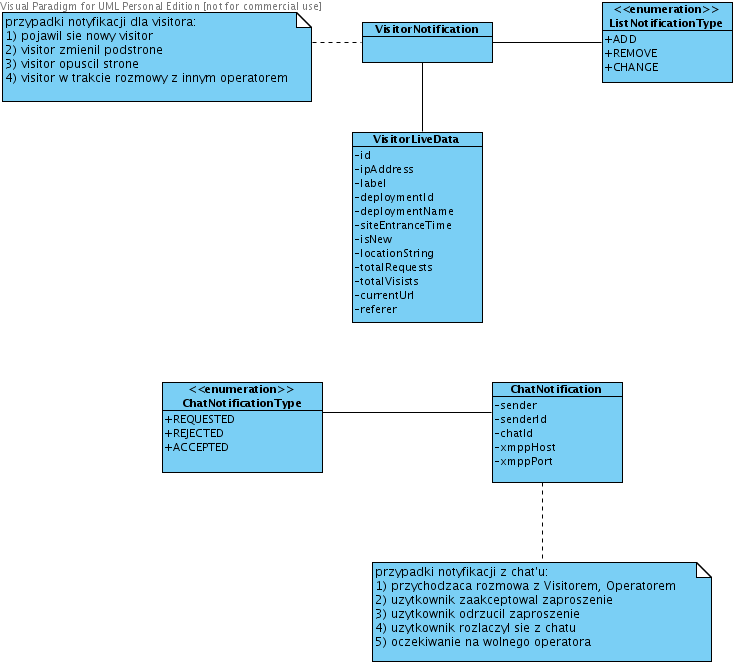 Visual Paradigm for UML Personal Edition [not for commercial use]
przypadki notyfikacji dla visitora:
1) pojawil sie nowy visitor
2) visitor zmienil podstrone
3) visitor opuscil strone
4) visitor w trakcie rozmowy z innym operatorem
VisitorNotification
<<enumeration>>
ListNotificationType
+ADD
+REMOVE
+CHANGE
VisitorLiveData
-id
-ipAddress
-label
-deploymentId
-deploymentName
-siteEntranceTime
-isNew
-locationString
-totalRequests
-totalVisists
-currentUrl
-referer
<<enumeration>>
ChatNotificationType
+REQUESTED
+REJECTED
+ACCEPTED
ChatNotification
-sender
-senderId
-chatId
-xmppHost
-xmppPort
przypadki notyfikacji z chat'u:
1) przychodzaca rozmowa z Visitorem, Operatorem
2) uzytkownik zaakceptowal zaproszenie
3) uzytkownik odrzucil zaproszenie
4) uzytkownik rozlaczyl sie z chatu
5) oczekiwanie na wolnego operatora